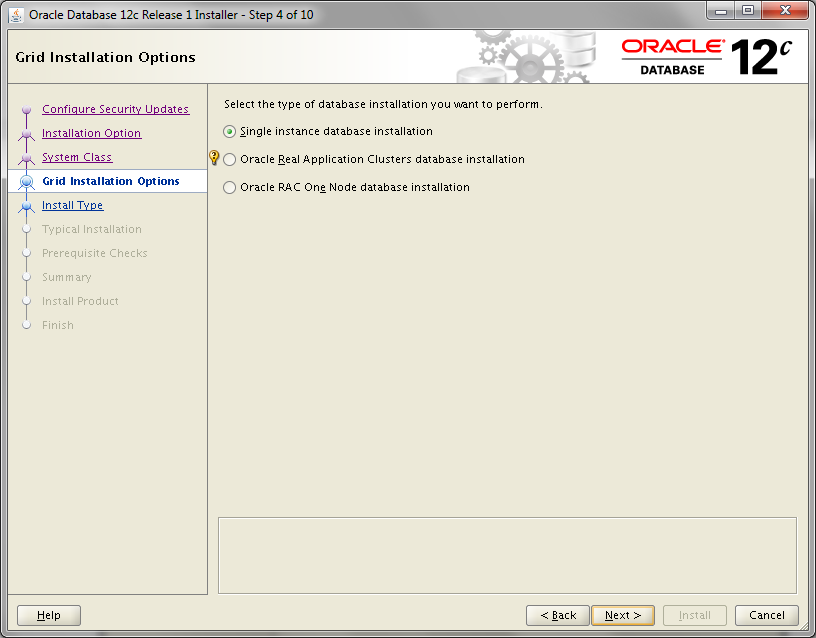 Oracle Database 12c Release 1 Installer - Step 4 of 10
Grid Installation Options
ORACLE
DATABASE
12c
Configure Security Updates
Installation Option
System Class
Grid Installation Options
Install Type
Typical Installation
Prerequisite Checks
Summary
Install Product
Finish
Select the type of database installation you want to perform.
Single instance database installation
Oracle Real Application Clusters database installation
Oracle RAC One Node database installation
Help
< Back
Next >
Install
Cancel